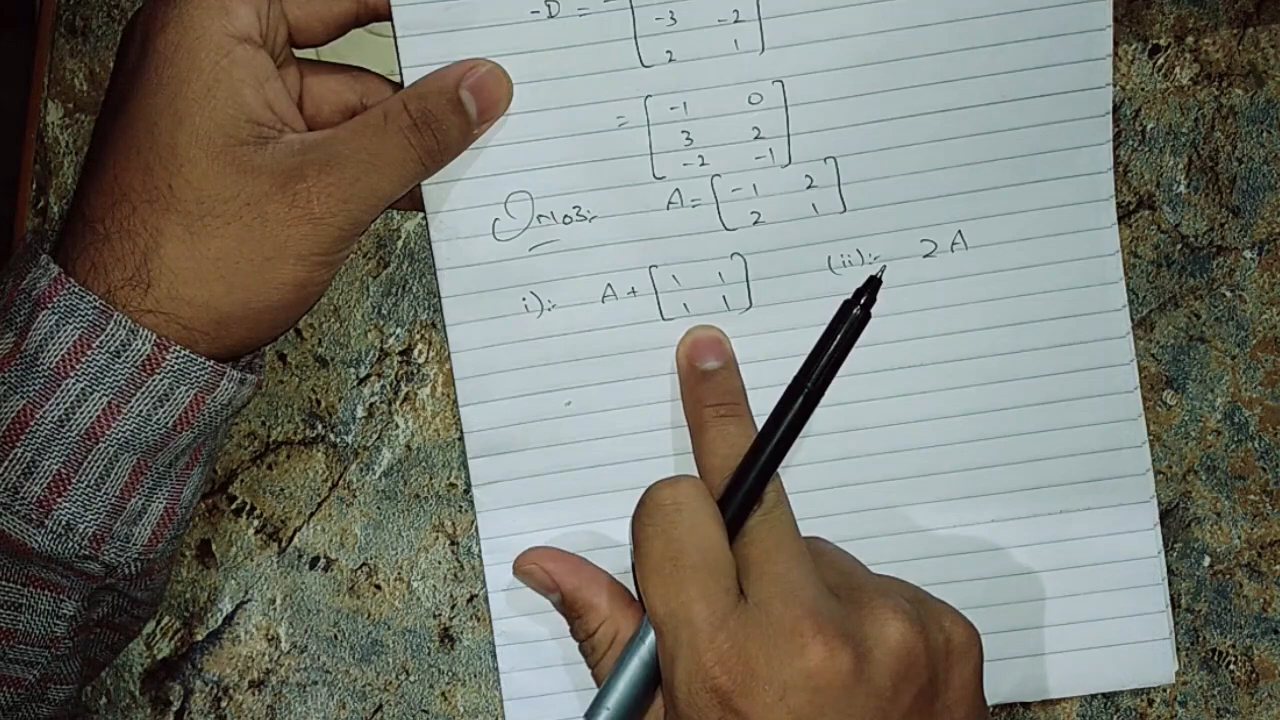 -D = - [ -3 -2
2 1 ]
= [ -1 0
3 2
-2 -1 ]
Qno3:- A = [ -1 2
2 1 ]
i):- A + [ 1 1
1 1 ] (ii):- 2A